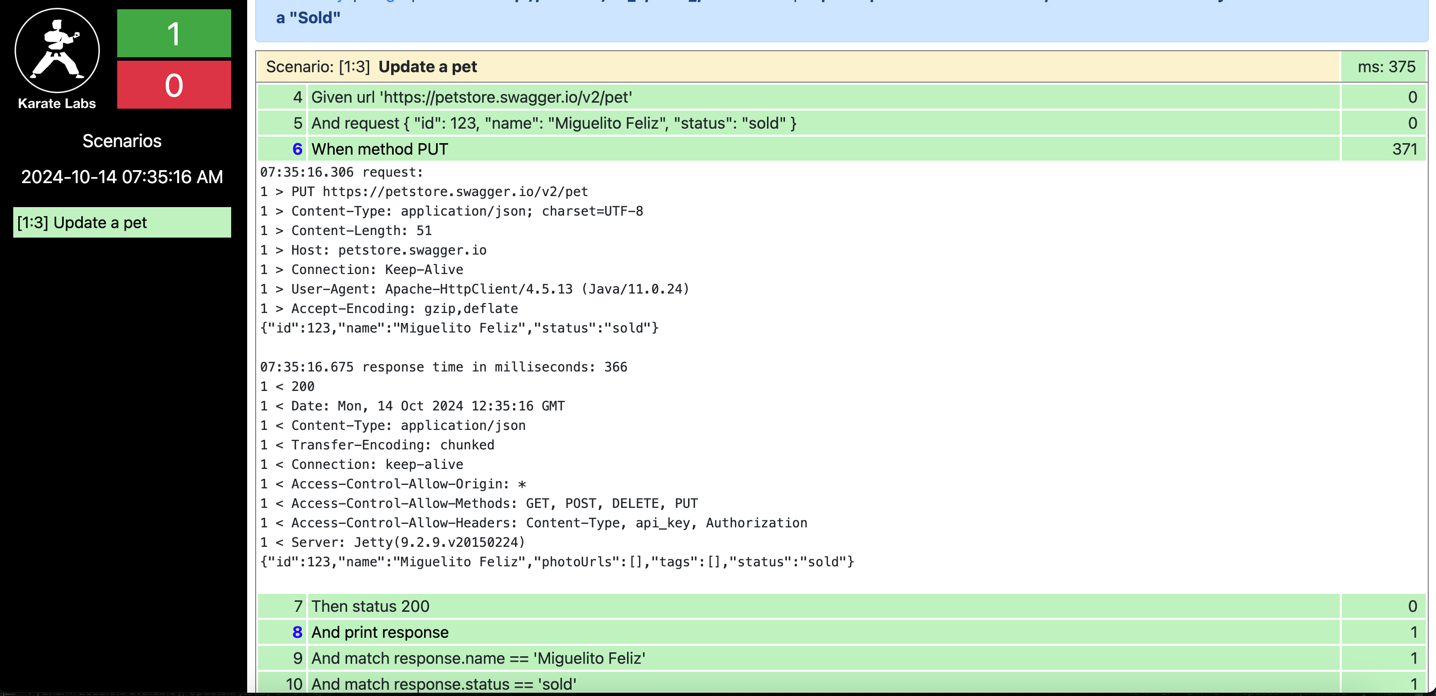 1
0
Karate Labs
Scenarios
2024-10-14 07:35:16 AM
[1:3] Update a pet
a "Sold"
Scenario: [1:3] Update a pet ms: 375
4 Given url 'https://petstore.swagger.io/v2/pet' 0
5 And request { "id": 123, "name": "Miguelito Feliz", "status": "sold" } 0
6 When method PUT 371
07:35:16.306 request:
1 > PUT https://petstore.swagger.io/v2/pet
1 > Content-Type: application/json; charset=UTF-8
1 > Content-Length: 51
1 > Host: petstore.swagger.io
1 > Connection: Keep-Alive
1 > User-Agent: Apache-HttpClient/4.5.13 (Java/11.0.24)
1 > Accept-Encoding: gzip,deflate
{"id":123,"name":"Miguelito Feliz","status":"sold"}
07:35:16.675 response time in milliseconds: 366
1 < 200
1 < Date: Mon, 14 Oct 2024 12:35:16 GMT
1 < Content-Type: application/json
1 < Transfer-Encoding: chunked
1 < Connection: keep-alive
1 < Access-Control-Allow-Origin: *
1 < Access-Control-Allow-Methods: GET, POST, DELETE, PUT
1 < Access-Control-Allow-Headers: Content-Type, api_key, Authorization
1 < Server: Jetty(9.2.9.v20150224)
{"id":123,"name":"Miguelito Feliz","photoUrls":[],"tags":[],"status":"sold"}
7 Then status 200 0
8 And print response 1
9 And match response.name == 'Miguelito Feliz' 1
10 And match response.status == 'sold' 1